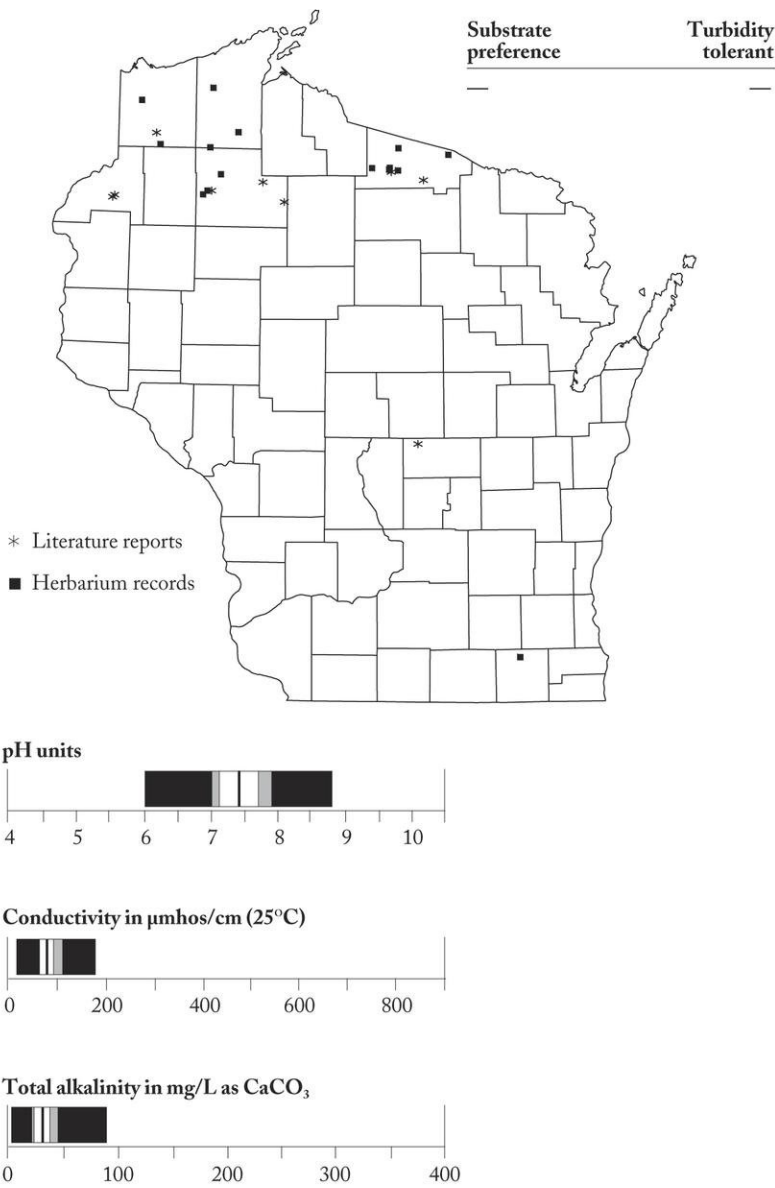 Substrate preference
Turbidity tolerant
— —
* Literature reports
■ Herbarium records
pH units
4 5 6 7 8 9 10
Conductivity in µmhos/cm (25°C)
0 200 400 600 800
Total alkalinity in mg/L as CaCO₃
0 100 200 300 400